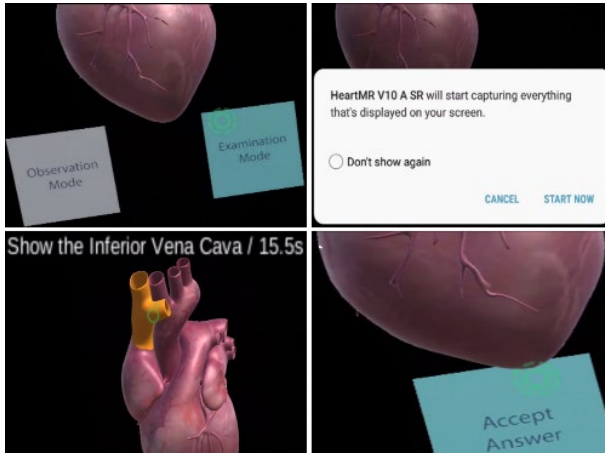 Observation
Mode
Examination
Mode
HeartMR V10 A SR will start capturing everything
that's displayed on your screen.
Don't show again
CANCEL START NOW
Show the Inferior Vena Cava / 15.5s
Accept
Answer